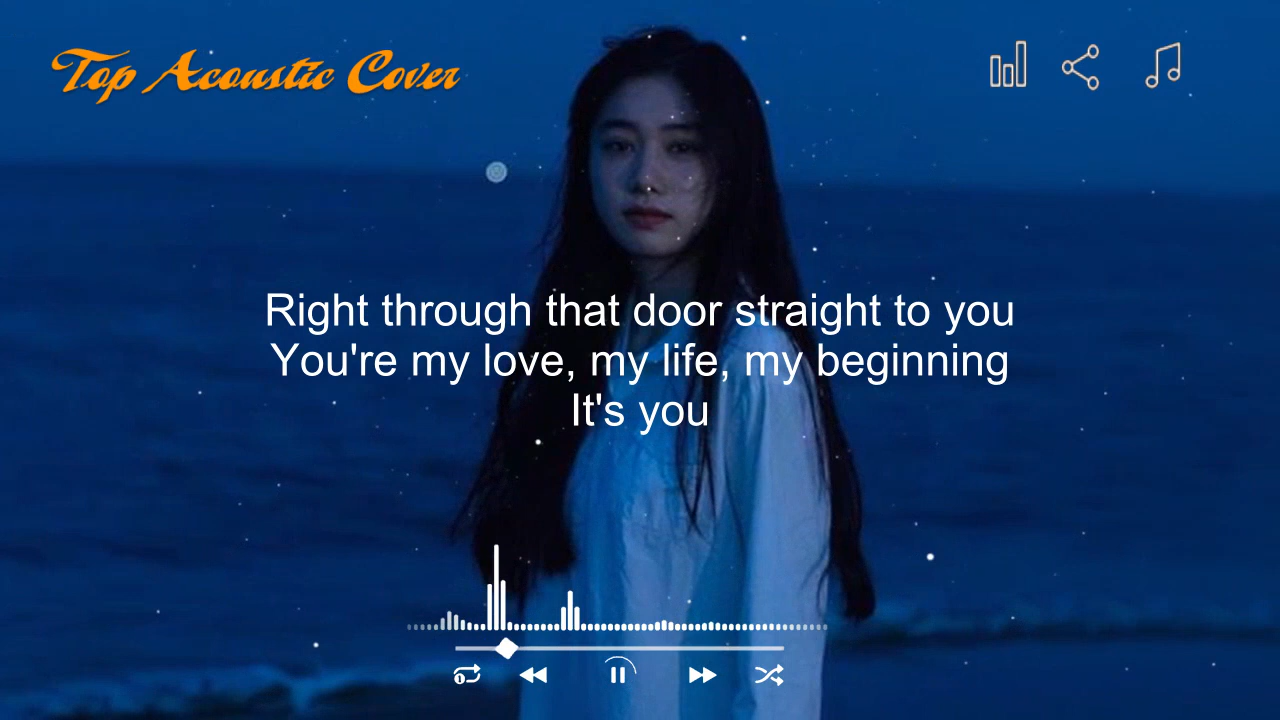 Top Acoustic Cover
Right through that door straight to you
You're my love, my life, my beginning
It's you
1